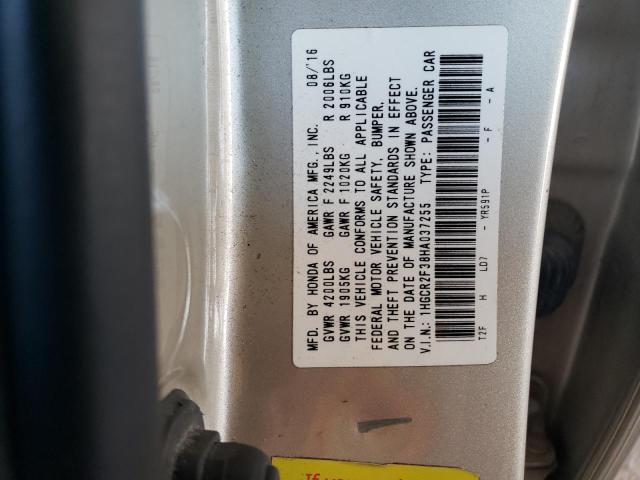 MFD. BY HONDA OF AMERICA MFG., INC. 08/'16
GVWR 4200LBS GAWR F 2249LBS R 2006LBS
GVWR 1905KG GAWR F 1020KG R 910KG
THIS VEHICLE CONFORMS TO ALL APPLICABLE
FEDERAL MOTOR VEHICLE SAFETY, BUMPER,
AND THEFT PREVENTION STANDARDS IN EFFECT
ON THE DATE OF MANUFACTURE SHOWN ABOVE.
V.I.N.: 1HGCR2F38HA037255 TYPE: PASSENGER CAR
T2F H LD7 - YR591P - F - A